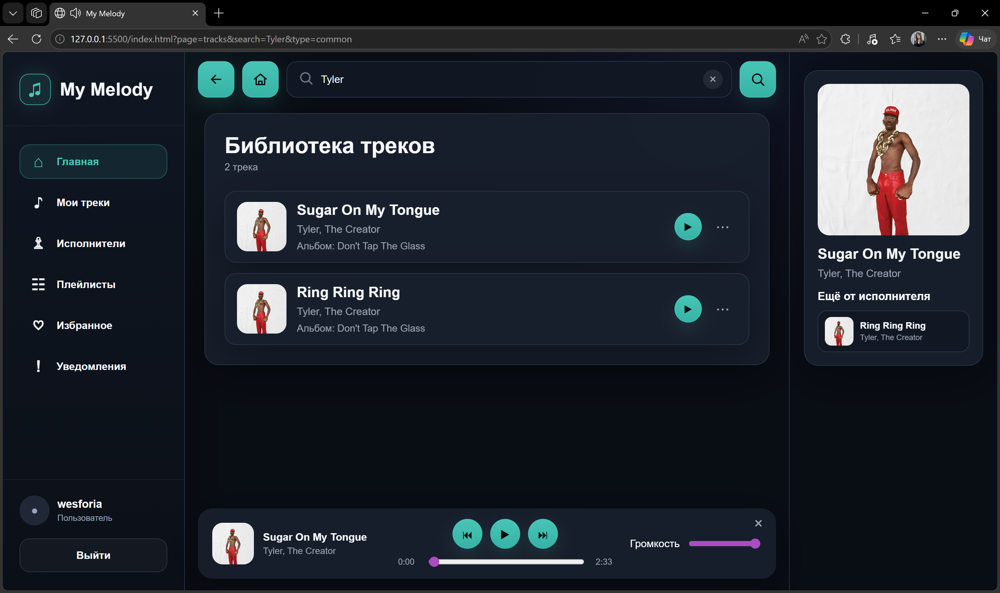 My Melody
127.0.0.1:5500/index.html?page=tracks&search=Tyler&type=common
Чат
My Melody
Главная
Мои треки
Исполнители
Плейлисты
Избранное
Уведомления
wesforia
Пользователь
Выйти
Tyler
Библиотека треков
2 трека
Sugar On My Tongue
Tyler, The Creator
Альбом: Don't Tap The Glass
Ring Ring Ring
Tyler, The Creator
Альбом: Don't Tap The Glass
Sugar On My Tongue
Tyler, The Creator
0:00
2:33
Громкость
GLASS
Sugar On My Tongue
Tyler, The Creator
Ещё от исполнителя
Ring Ring Ring
Tyler, The Creator